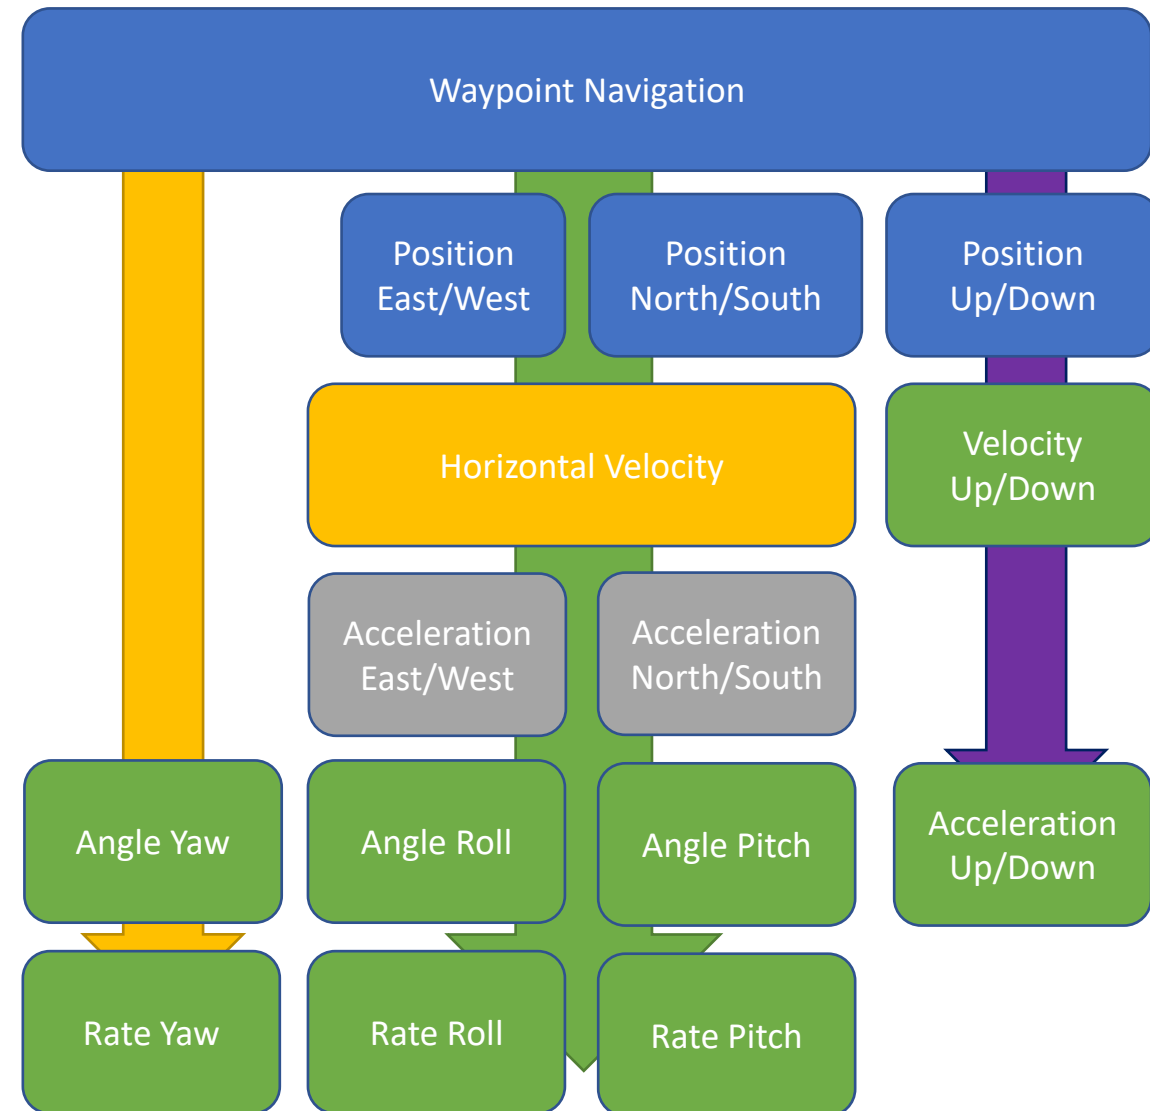 Waypoint Navigation
Position
East/West
Position
North/South
Position
Up/Down
Horizontal Velocity
Velocity
Up/Down
Acceleration
East/West
Acceleration
North/South
Angle Yaw
Angle Roll
Angle Pitch
Acceleration
Up/Down
Rate Yaw
Rate Roll
Rate Pitch